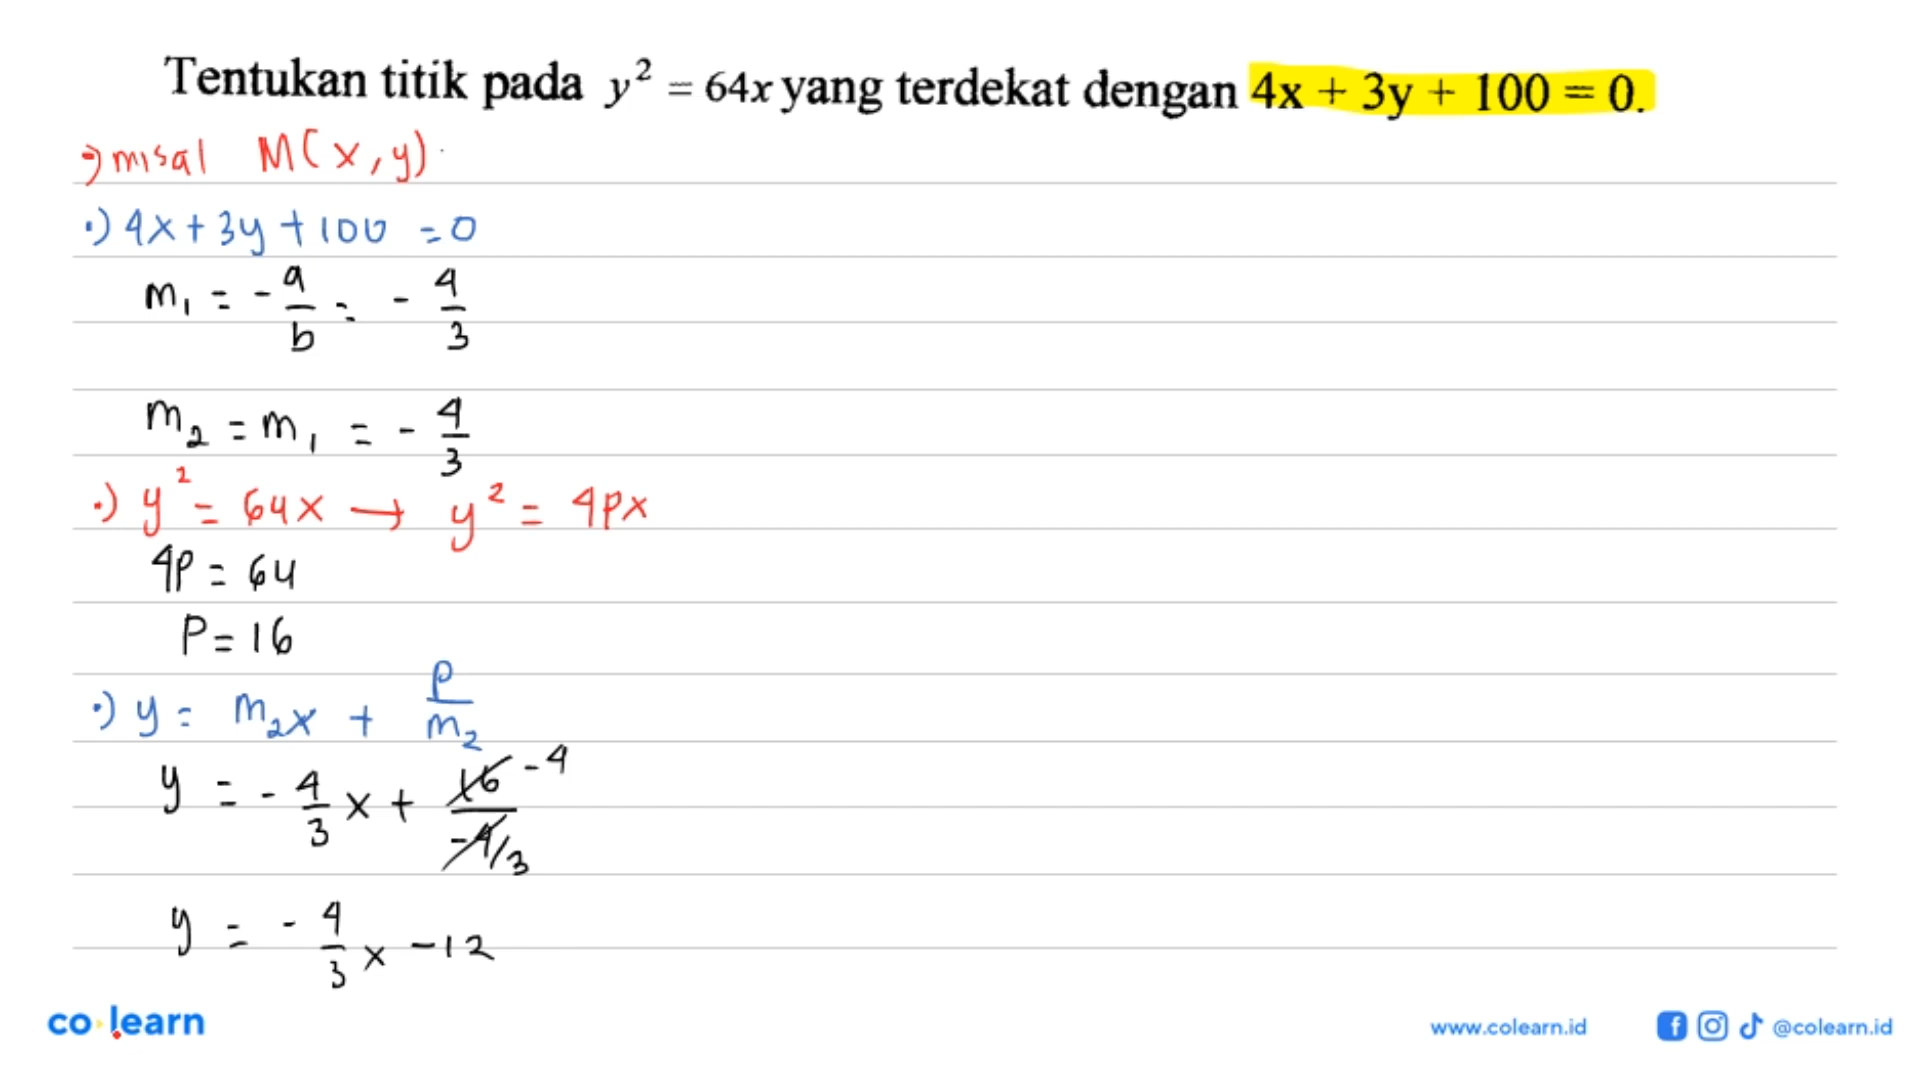 Tentukan titik pada y² = 64x yang terdekat dengan 4x + 3y + 100 = 0.
⇒ misal M(x, y)
•) 4x + 3y + 100 = 0
m₁ = -a/b = -4/3
m₂ = m₁ = -4/3
•) y² = 64x → y² = 4px
4p = 64
p = 16
•) y = m₂x + p/m₂
y = -4/3 x + 16/(-4/3) -4
y = -4/3 x - 12
co learn
www.colearn.id
@colearn.id